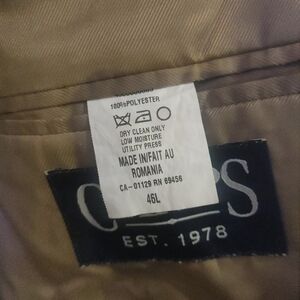 100%POLYESTER
DRY CLEAN ONLY
LOW MOISTURE
UTILITY PRESS
MADE IN/FAIT AU
ROMANIA
CA-01129 RN 69456
46L
EST. 1978